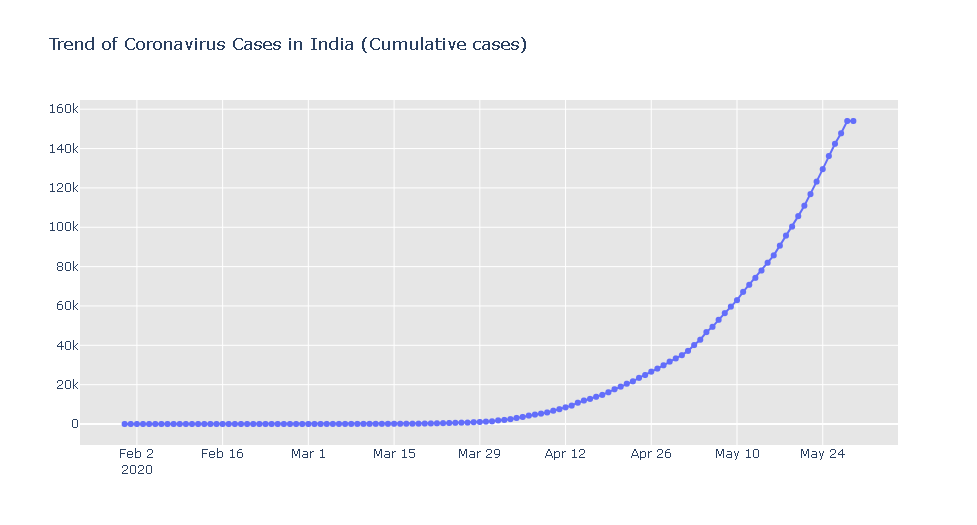 Trend of Coronavirus Cases in India (Cumulative cases)
160k
140k
120k
100k
80k
60k
40k
20k
0
Feb 2 Feb 16 Mar 1 Mar 15 Mar 29 Apr 12 Apr 26 May 10 May 24
2020